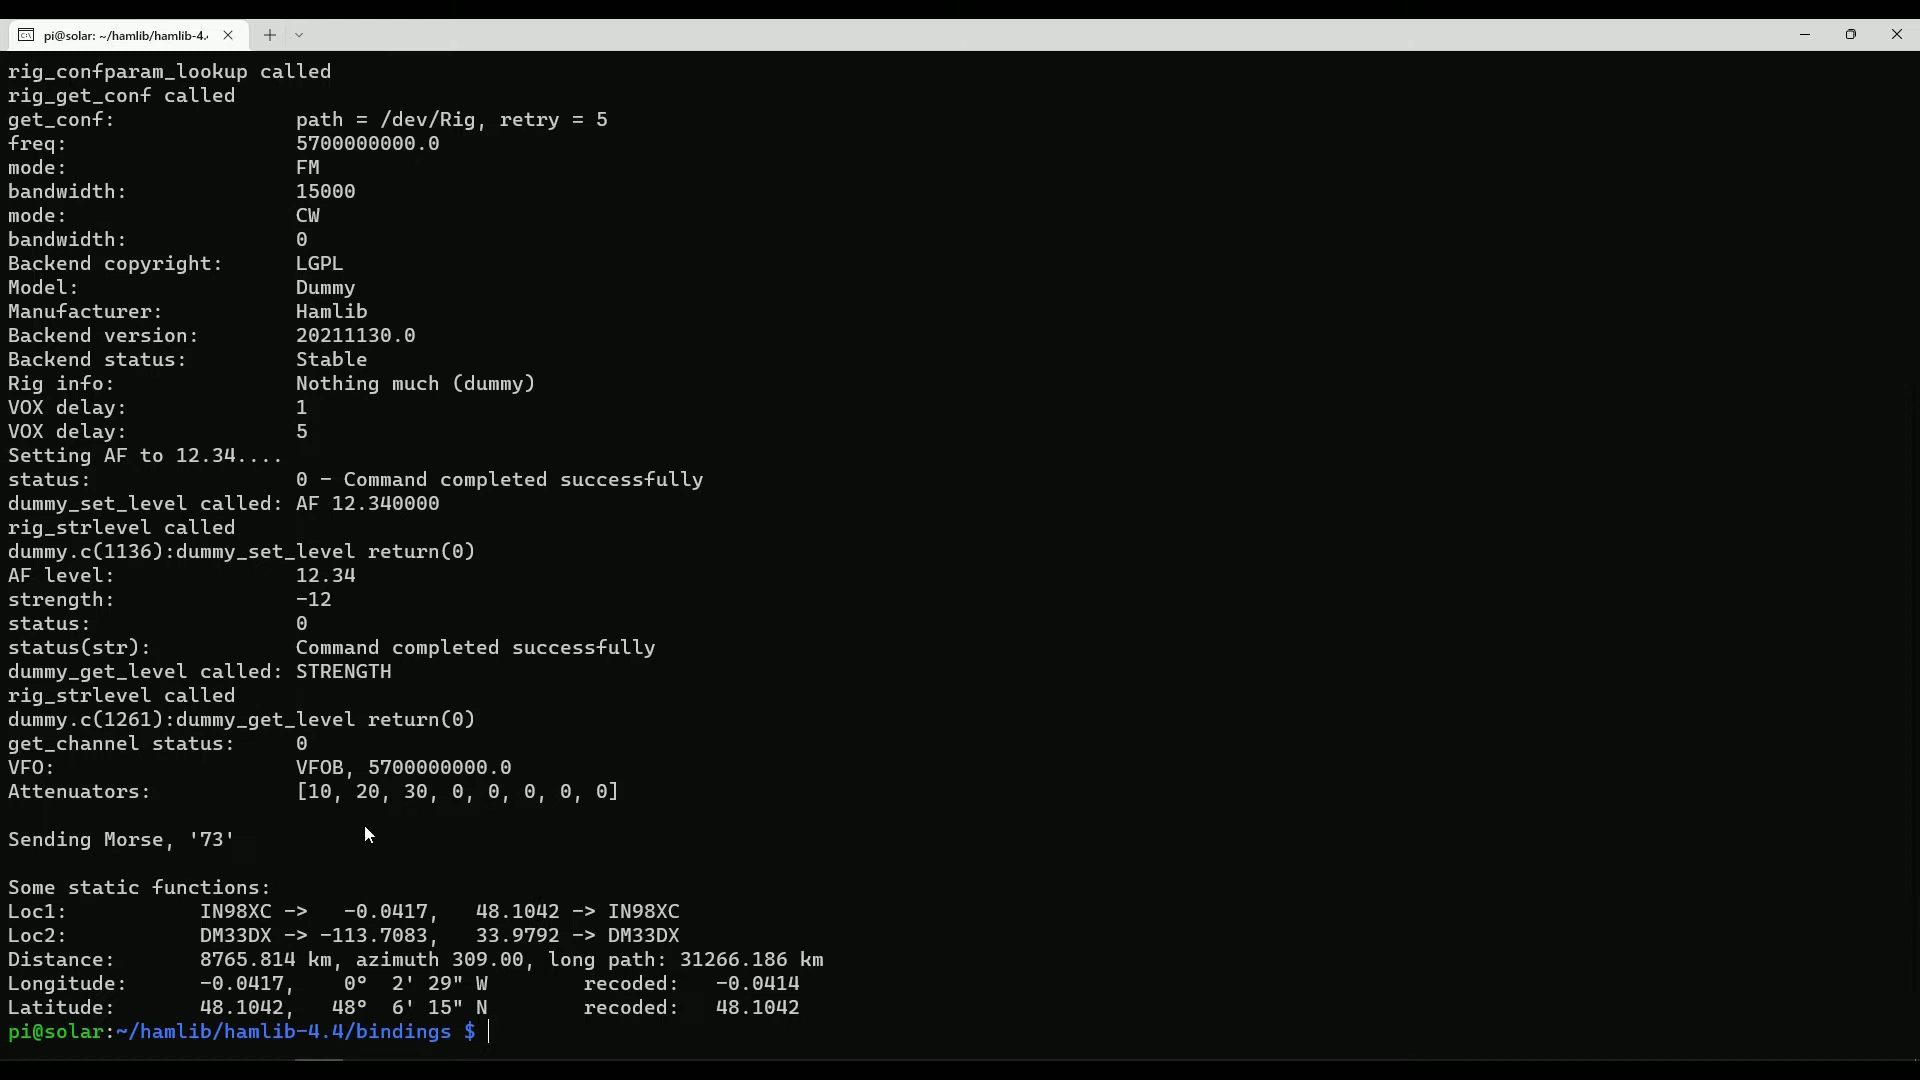 pi@solar: ~/hamlib/hamlib-4.
rig_confparam_lookup called
rig_get_conf called
get_conf: path = /dev/Rig, retry = 5
freq: 5700000000.0
mode: FM
bandwidth: 15000
mode: CW
bandwidth: 0
Backend copyright: LGPL
Model: Dummy
Manufacturer: Hamlib
Backend version: 20211130.0
Backend status: Stable
Rig info: Nothing much (dummy)
VOX delay: 1
VOX delay: 5
Setting AF to 12.34....
status: 0 - Command completed successfully
dummy_set_level called: AF 12.340000
rig_strlevel called
dummy.c(1136):dummy_set_level return(0)
AF level: 12.34
strength: -12
status: 0
status(str): Command completed successfully
dummy_get_level called: STRENGTH
rig_strlevel called
dummy.c(1261):dummy_get_level return(0)
get_channel status: 0
VFO: VFOB, 5700000000.0
Attenuators: [10, 20, 30, 0, 0, 0, 0, 0]
Sending Morse, '73'
Some static functions:
Loc1: IN98XC -> -0.0417, 48.1042 -> IN98XC
Loc2: DM33DX -> -113.7083, 33.9792 -> DM33DX
Distance: 8765.814 km, azimuth 309.00, long path: 31266.186 km
Longitude: -0.0417, 0° 2' 29" W recoded: -0.0414
Latitude: 48.1042, 48° 6' 15" N recoded: 48.1042
pi@solar:~/hamlib/hamlib-4.4/bindings $